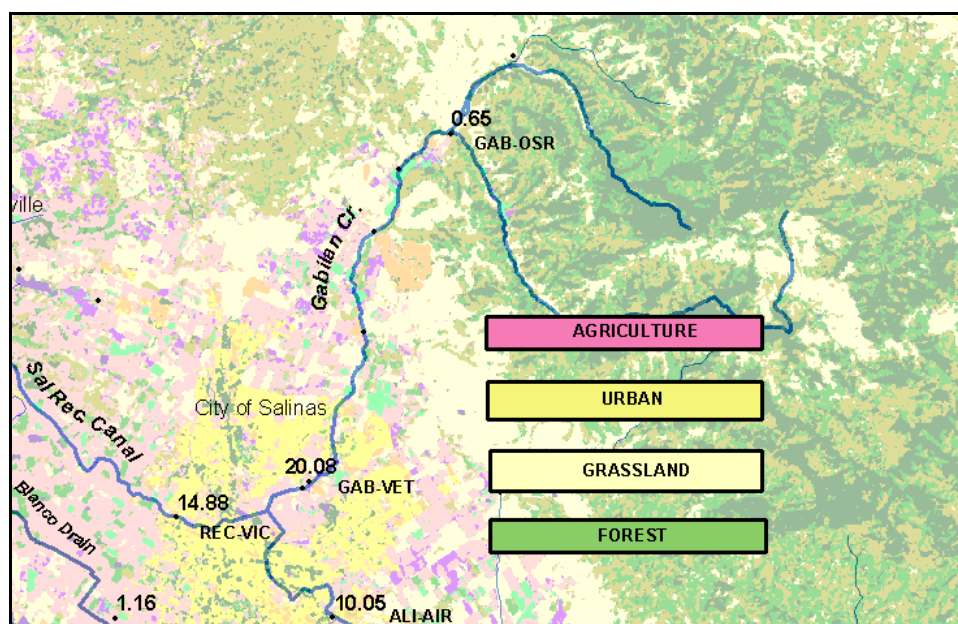 0.65
GAB-OSR
ville
Gabilan Cr.
AGRICULTURE
Sal Rec. Canal
URBAN
City of Salinas
GRASSLAND
20.08
GAB-VET
14.88
REC-VIC
Blanco Drain
FOREST
1.16
10.05
ALI-AIR